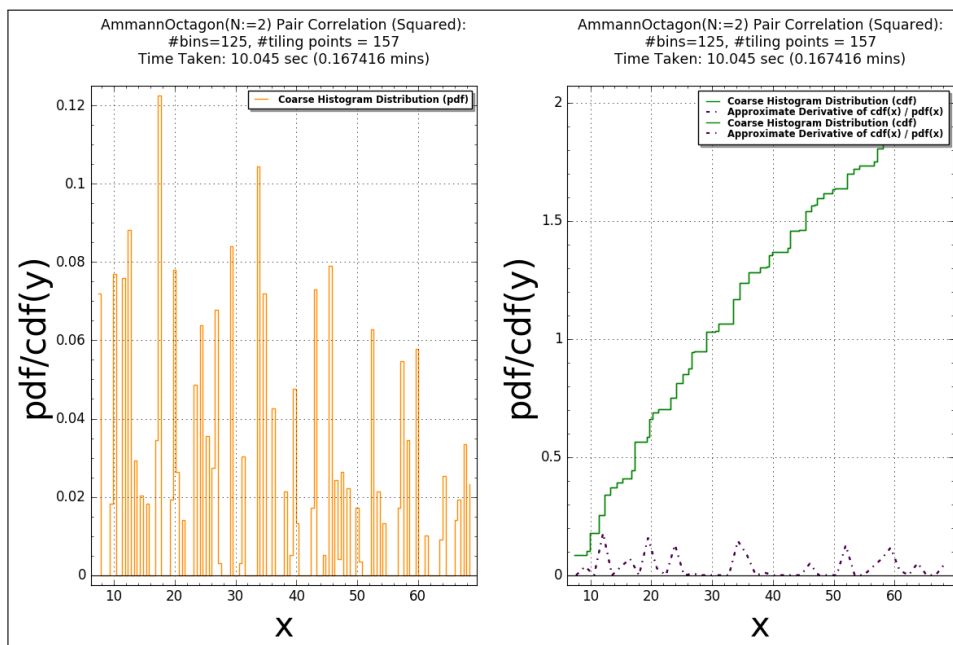 AmmannOctagon(N:=2) Pair Correlation (Squared):
#bins=125, #tiling points = 157
Time Taken: 10.045 sec (0.167416 mins)
Coarse Histogram Distribution (pdf)
0.12
0.1
0.08
0.06
0.04
0.02
0
pdf/cdf(y)
10
20
30
40
50
60
x
AmmannOctagon(N:=2) Pair Correlation (Squared):
#bins=125, #tiling points = 157
Time Taken: 10.045 sec (0.167416 mins)
Coarse Histogram Distribution (cdf)
Approximate Derivative of cdf(x) / pdf(x)
Coarse Histogram Distribution (cdf)
Approximate Derivative of cdf(x) / pdf(x)
2
1.5
1
0.5
0
pdf/cdf(y)
10
20
30
40
50
60
x